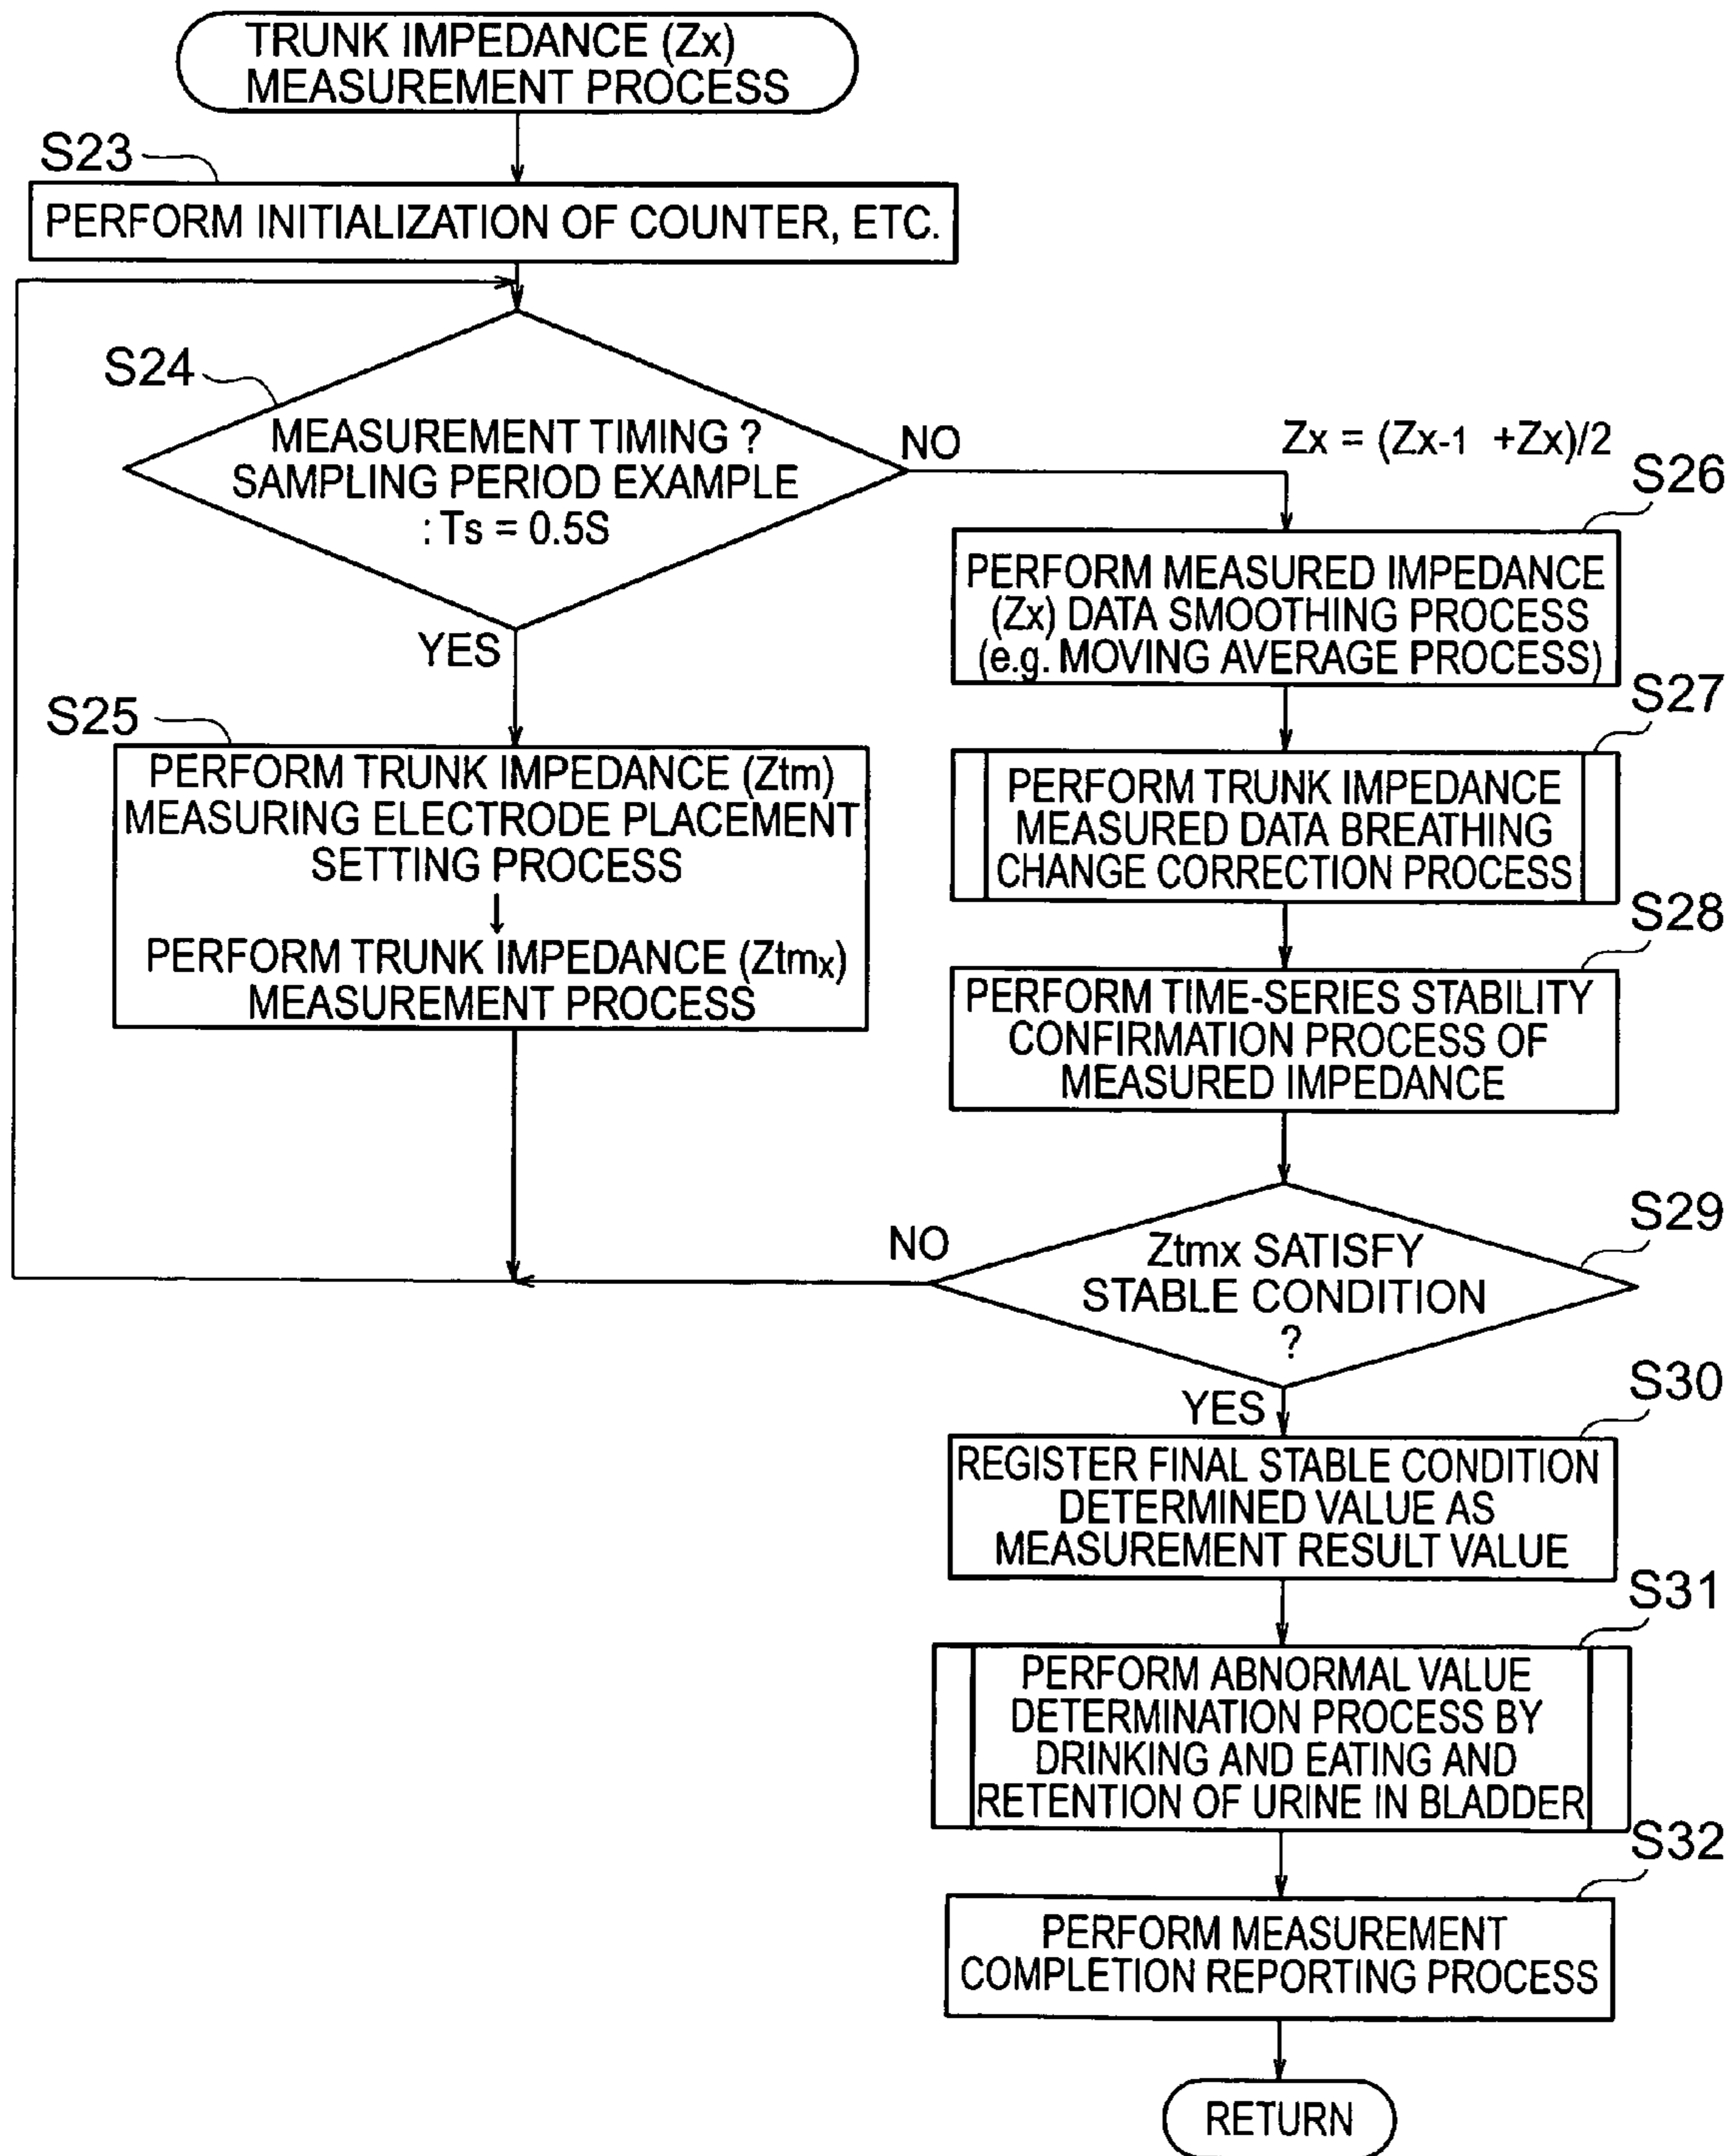 TRUNK IMPEDANCE (Zx)
MEASUREMENT PROCESS
S23
PERFORM INITIALIZATION OF COUNTER, ETC.
S24
MEASUREMENT TIMING ?
SAMPLING PERIOD EXAMPLE
: Ts = 0.5S
NO
YES
S25
PERFORM TRUNK IMPEDANCE (Ztm)
MEASURING ELECTRODE PLACEMENT
SETTING PROCESS
PERFORM TRUNK IMPEDANCE (Ztmx)
MEASUREMENT PROCESS
Zx = (Zx-1 +Zx)/2
S26
PERFORM MEASURED IMPEDANCE
(Zx) DATA SMOOTHING PROCESS
(e.g. MOVING AVERAGE PROCESS)
S27
PERFORM TRUNK IMPEDANCE
MEASURED DATA BREATHING
CHANGE CORRECTION PROCESS
S28
PERFORM TIME-SERIES STABILITY
CONFIRMATION PROCESS OF
MEASURED IMPEDANCE
S29
NO
Ztmx SATISFY
STABLE CONDITION
?
YES
S30
REGISTER FINAL STABLE CONDITION
DETERMINED VALUE AS
MEASUREMENT RESULT VALUE
S31
PERFORM ABNORMAL VALUE
DETERMINATION PROCESS BY
DRINKING AND EATING AND
RETENTION OF URINE IN BLADDER
S32
PERFORM MEASUREMENT
COMPLETION REPORTING PROCESS
RETURN